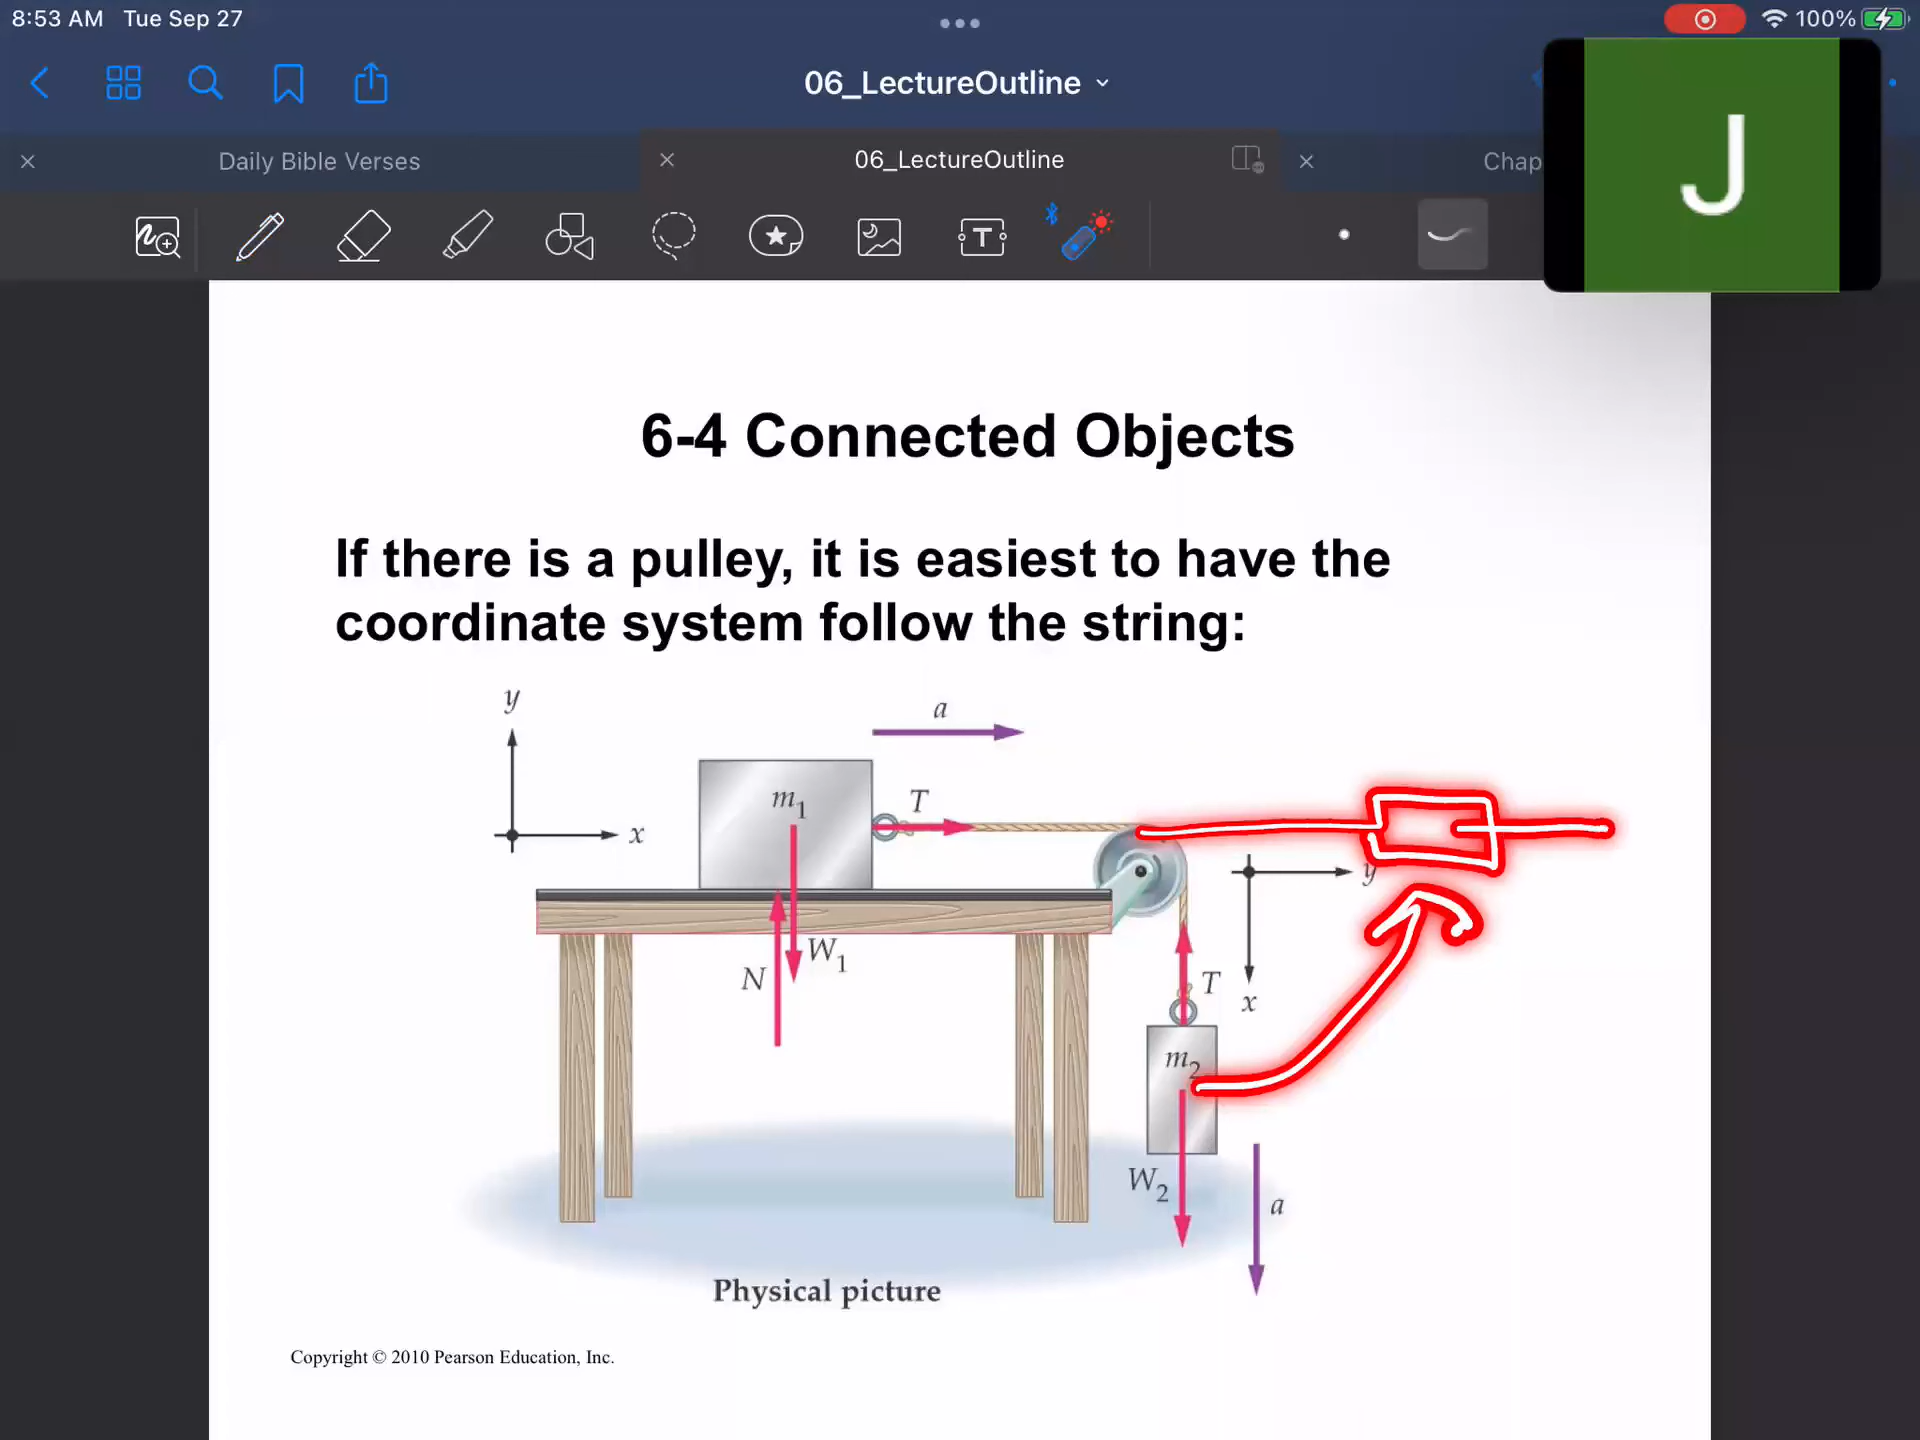 8:53 AM Tue Sep 27
100%
06_LectureOutline
Daily Bible Verses
06_LectureOutline
Chap
T
J
6-4 Connected Objects
If there is a pulley, it is easiest to have the
coordinate system follow the string:
y
a
m1
T
x
y
W1
N
T
x
m2
W2
a
Physical picture
Copyright © 2010 Pearson Education, Inc.